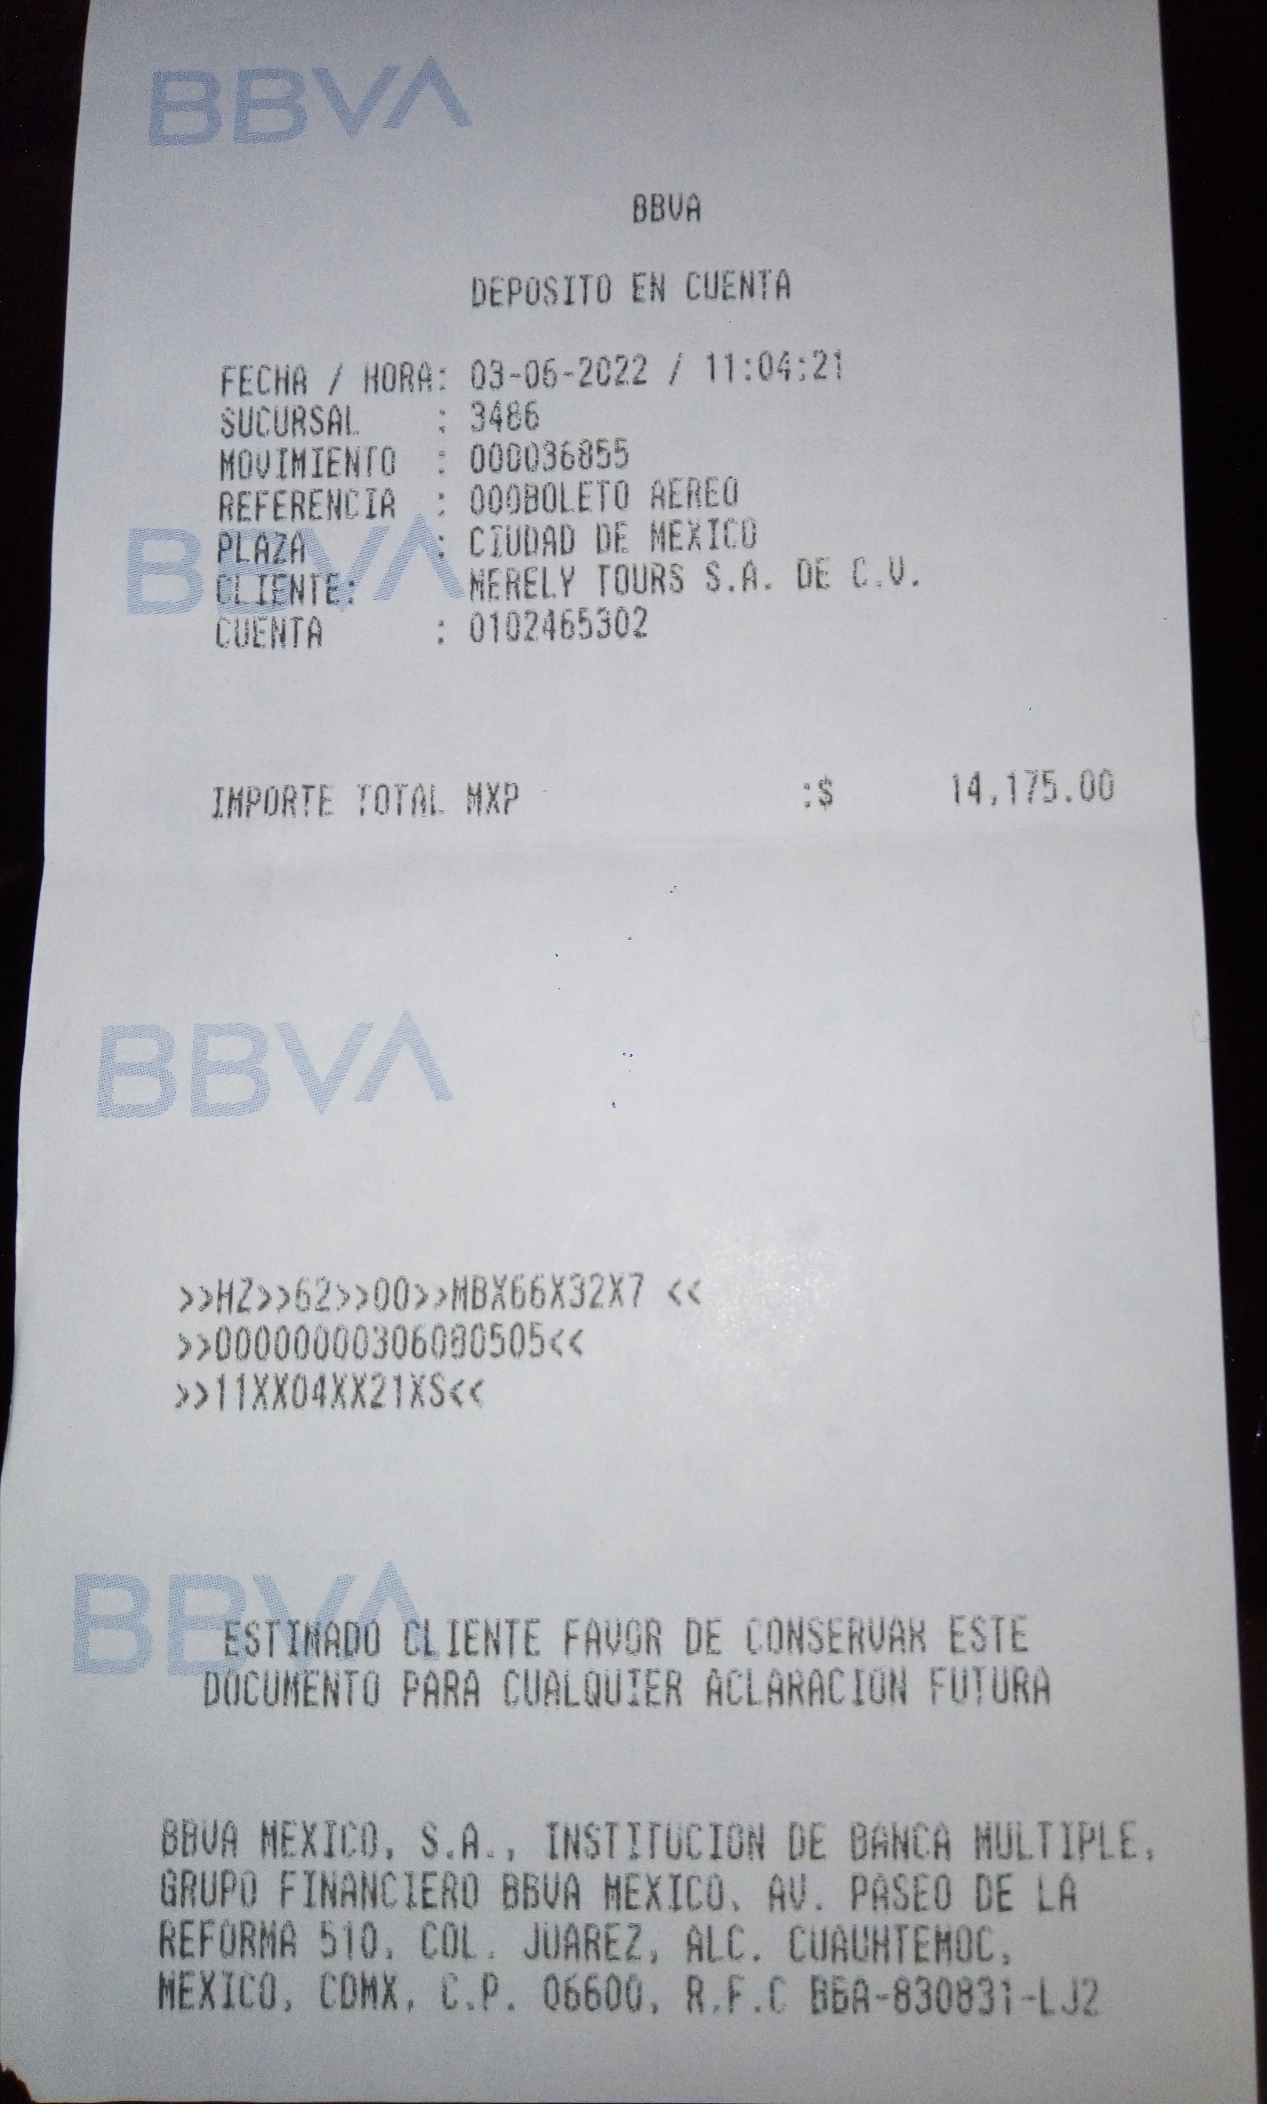 BBVA
BBVA
DEPOSITO EN CUENTA
FECHA / HORA: 03-06-2022 / 11:04:21
SUCURSAL : 3486
MOVIMIENTO : 000036855
REFERENCIA : 000BOLETO AEREO
BBVA
PLAZA : CIUDAD DE MEXICO
CLIENTE: MERELY TOURS S.A. DE C.V.
CUENTA : 0102465302
IMPORTE TOTAL MXP :$ 14,175.00
BBVA
>>HZ>>62>>00>>MBX66X32X7 <<
>>00000000306080505<<
>>11XX04XX21XS<<
BBVA
ESTIMADO CLIENTE FAVOR DE CONSERVAR ESTE
DOCUMENTO PARA CUALQUIER ACLARACION FUTURA
BBVA MEXICO, S.A., INSTITUCION DE BANCA MULTIPLE,
GRUPO FINANCIERO BBVA MEXICO, AV. PASEO DE LA
REFORMA 510, COL. JUAREZ, ALC. CUAUHTEMOC,
MEXICO, CDMX, C.P. 06600, R.F.C BBA-830831-LJ2